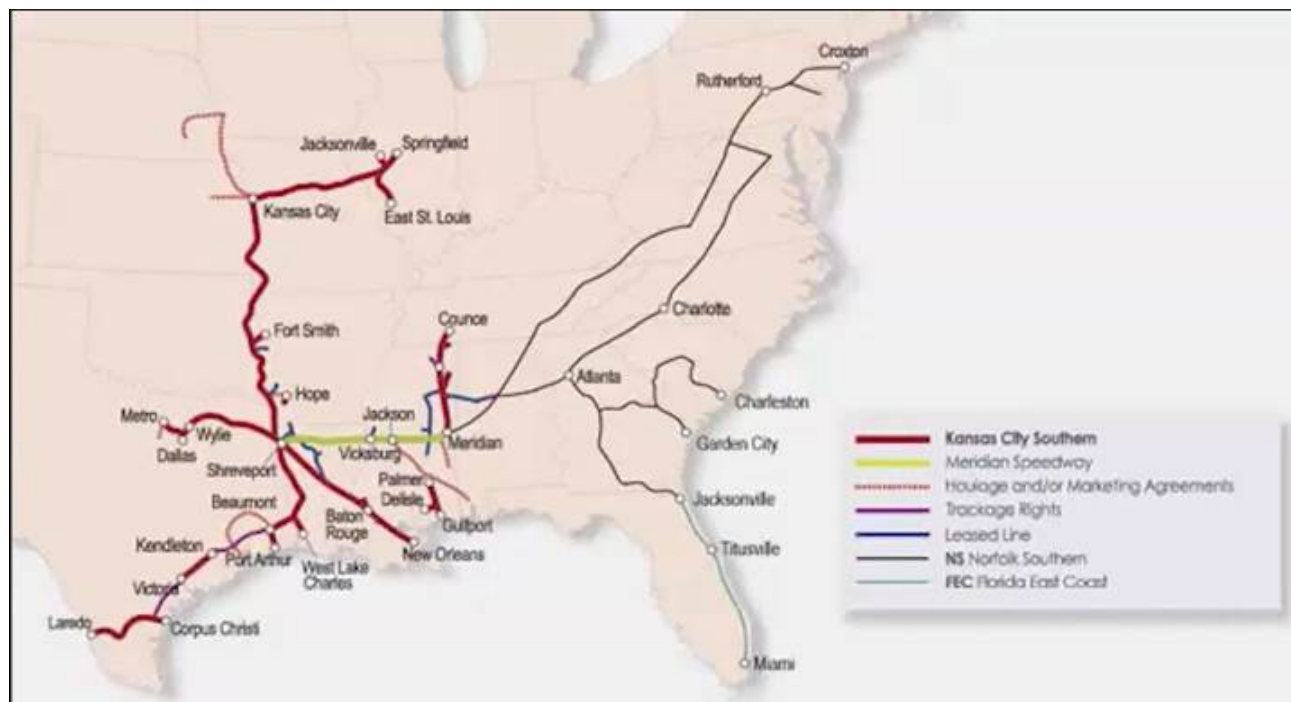 Croxton
Rutherford
Jacksonville
Springfield
Kansas City
East St. Louis
Charlotte
Counce
Fort Smith
Atlanta
Hope
Charleston
Metro
Wylie
Jackson
Dallas
Vicksburg
Meridian
Garden City
Shreveport
Palmer
Delisle
Gulfport
Beaumont
Baton
Rouge
New Orleans
Jacksonville
Kendleton
Port Arthur
West Lake
Charles
Titusville
Victoria
Laredo
Corpus Christi
Miami
Kansas City Southern
Meridian Speedway
Houlage and/or Marketing Agreements
Trackage Rights
Leased Line
NS Norfolk Southern
FEC Florida East Coast